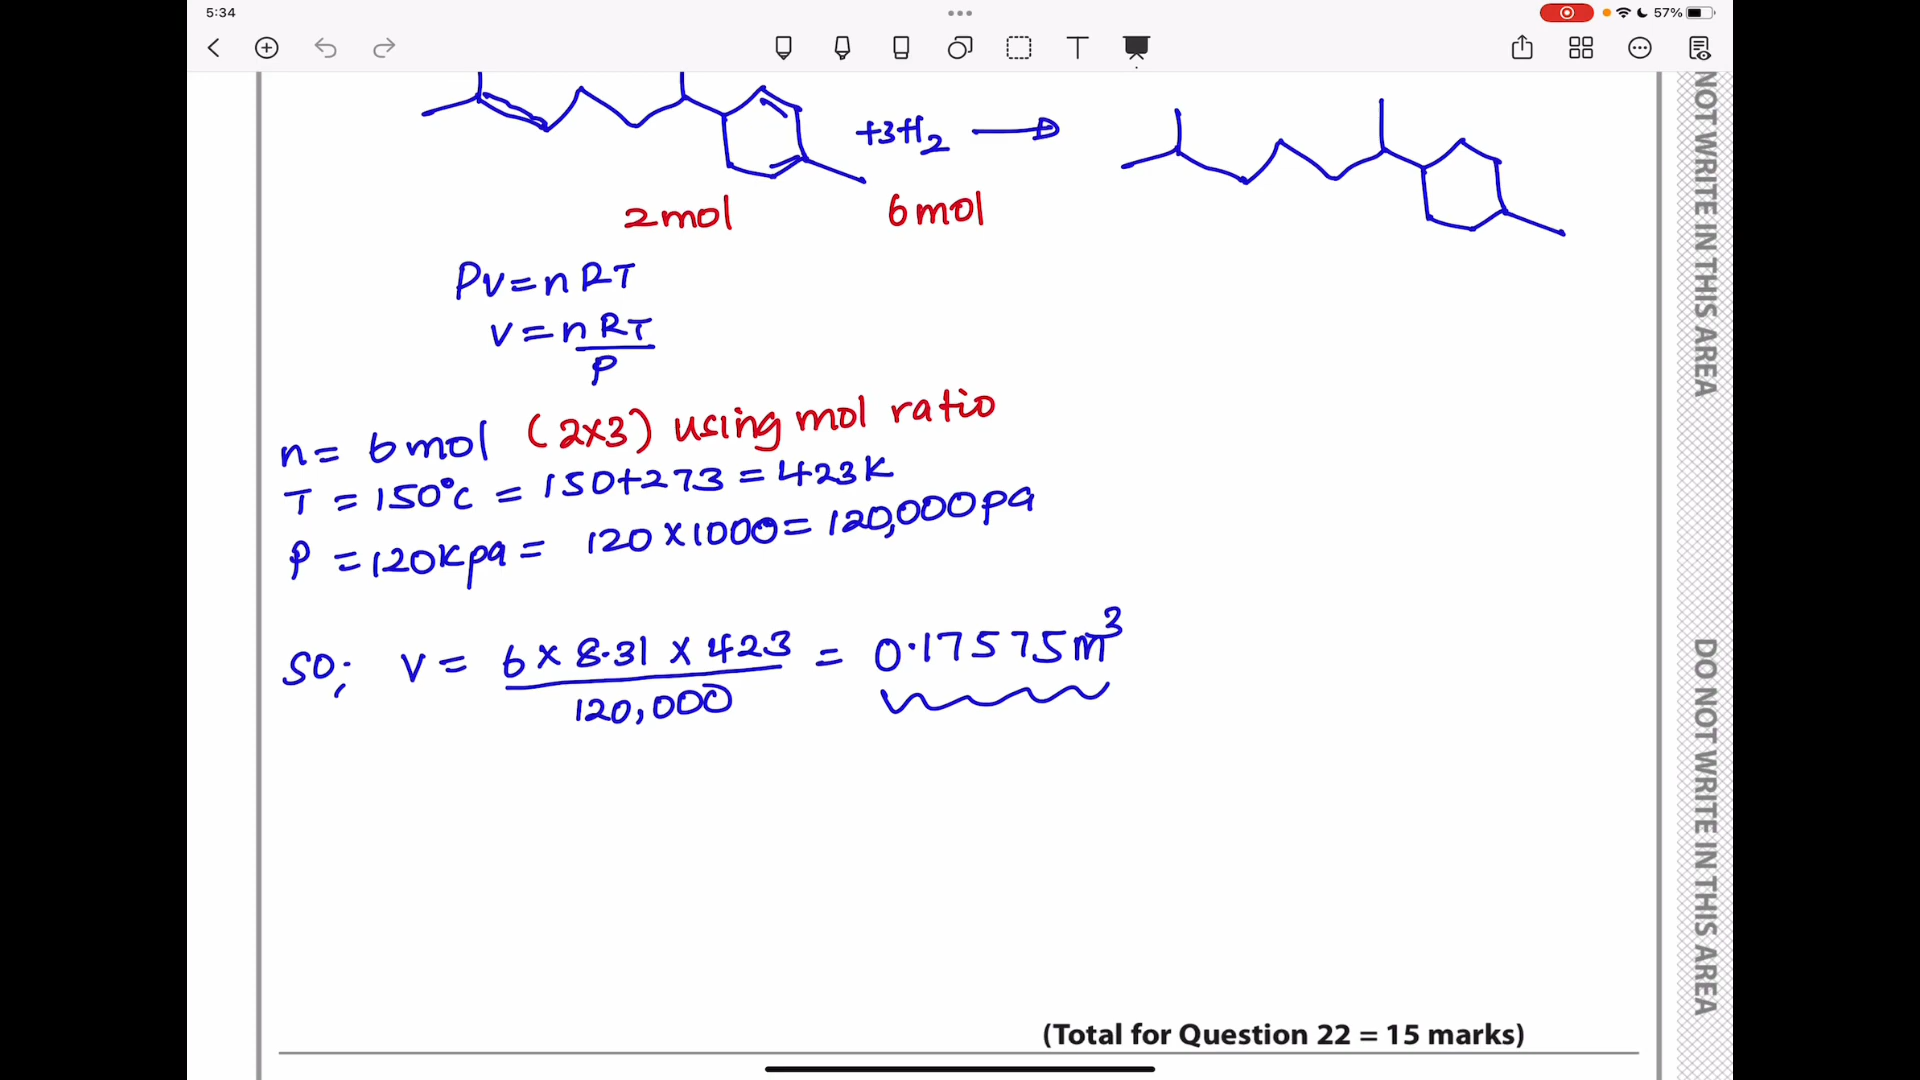 5:34
57%
+3H₂
2mol 6mol
PV = nRT
V = nRT
P
n = 6mol (2x3) using mol ratio
T = 150°C = 150+273 = 423K
P = 120Kpa = 120 x 1000 = 120,000pa
SO; V = 6 x 8.31 x 423 = 0.17575m³
120,000
(Total for Question 22 = 15 marks)
NOT WRITE IN THIS AREA
DO NOT WRITE IN THIS AREA